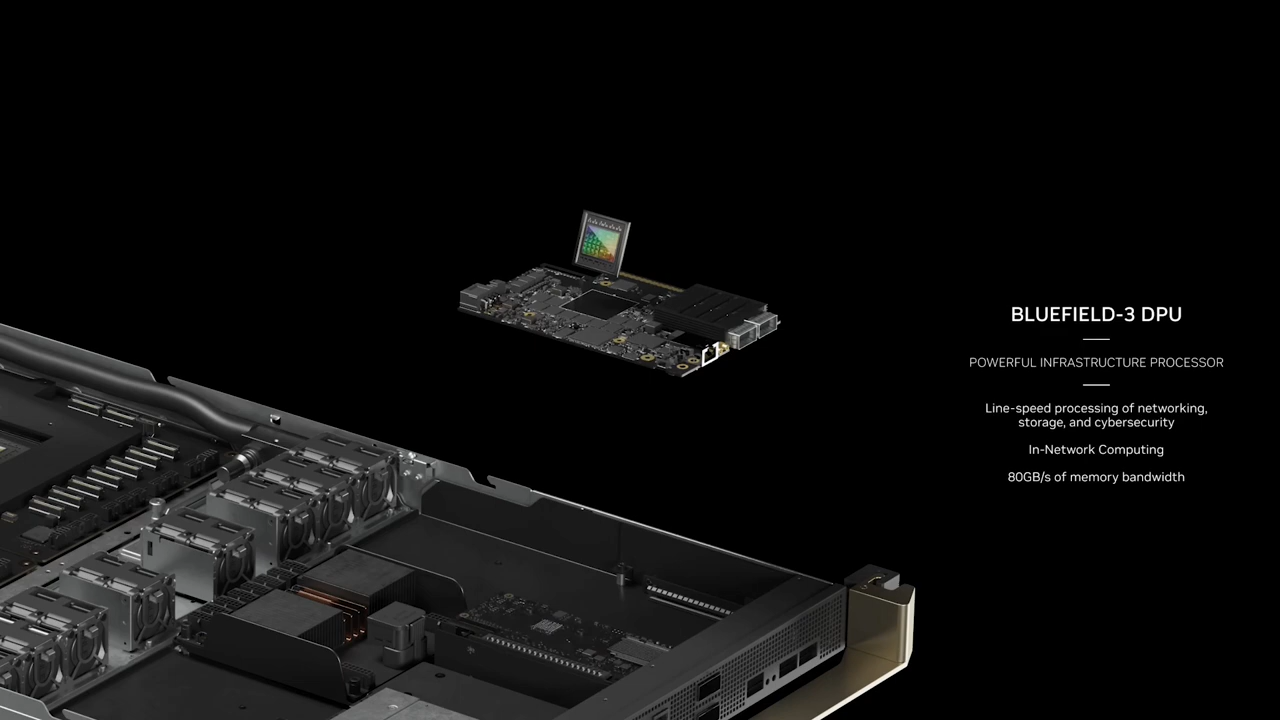 BLUEFIELD-3 DPU
POWERFUL INFRASTRUCTURE PROCESSOR
Line-speed processing of networking,
storage, and cybersecurity
In-Network Computing
80GB/s of memory bandwidth